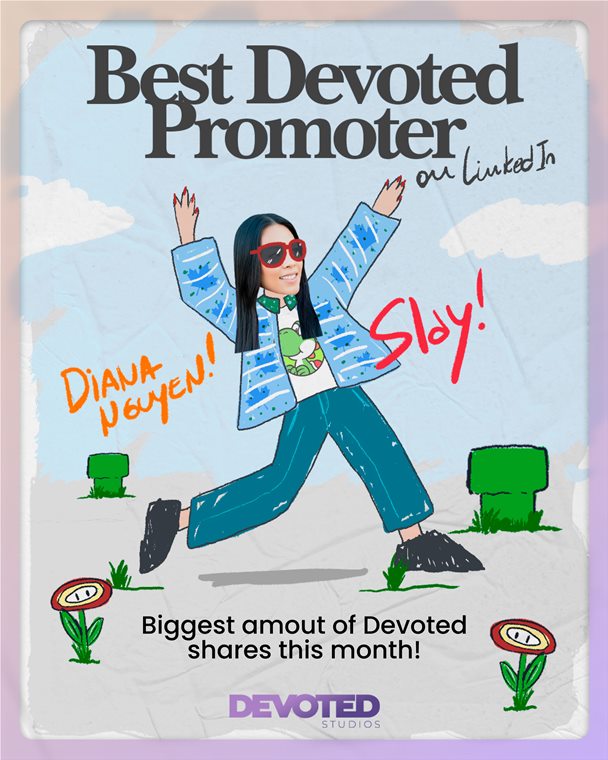 Best Devoted
Promoter
on LinkedIn
Slay!
DiANA
NGUYEN!
Biggest amout of Devoted
shares this month!
DEVOTED
STUDIOS